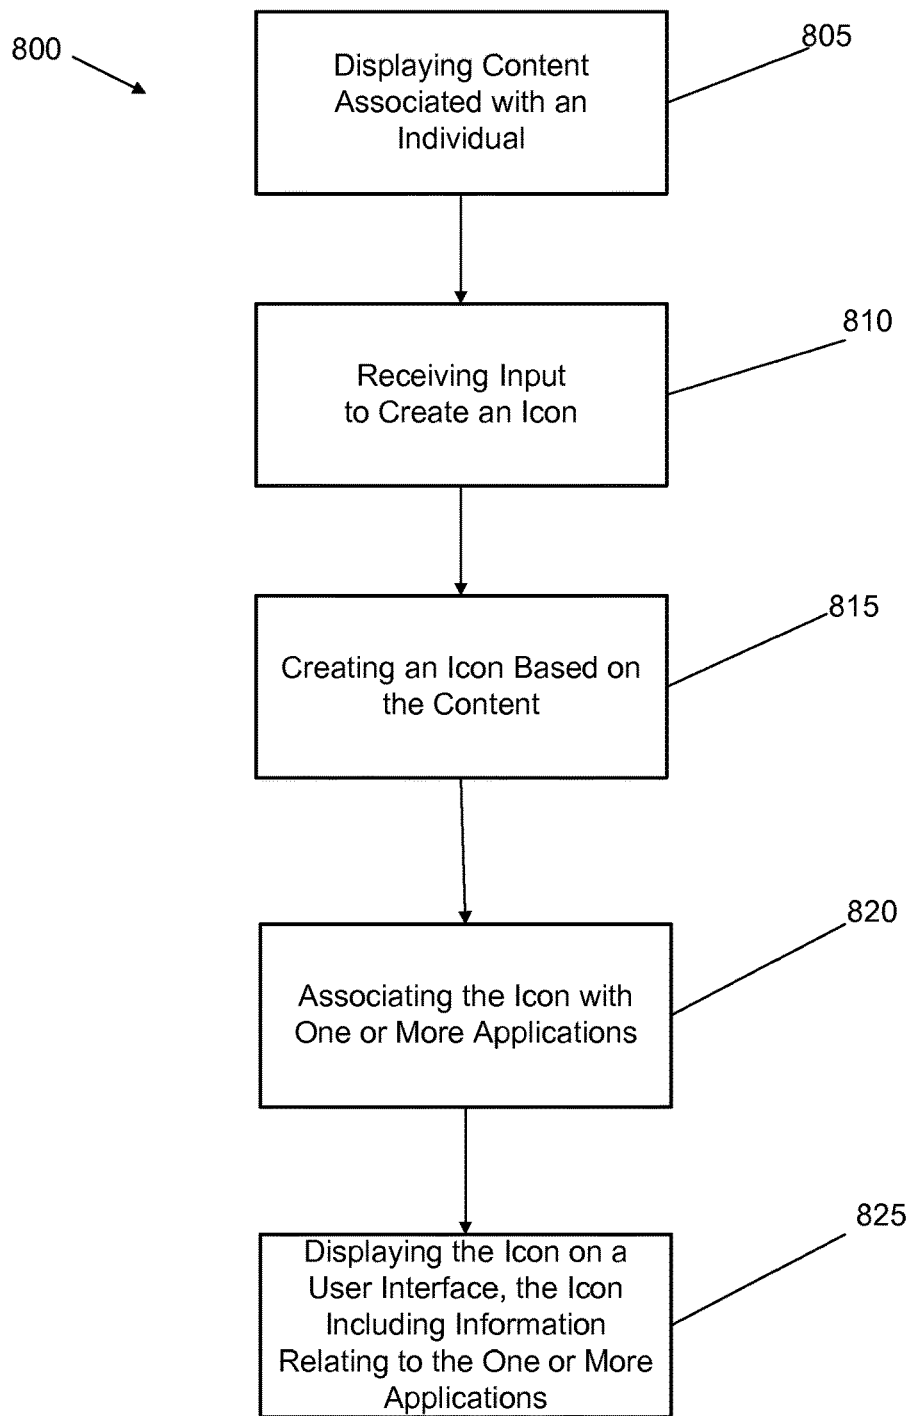 800
805
Displaying Content
Associated with an
Individual
810
Receiving Input
to Create an Icon
815
Creating an Icon Based on
the Content
820
Associating the Icon with
One or More Applications
825
Displaying the Icon on a
User Interface, the Icon
Including Information
Relating to the One or More
Applications